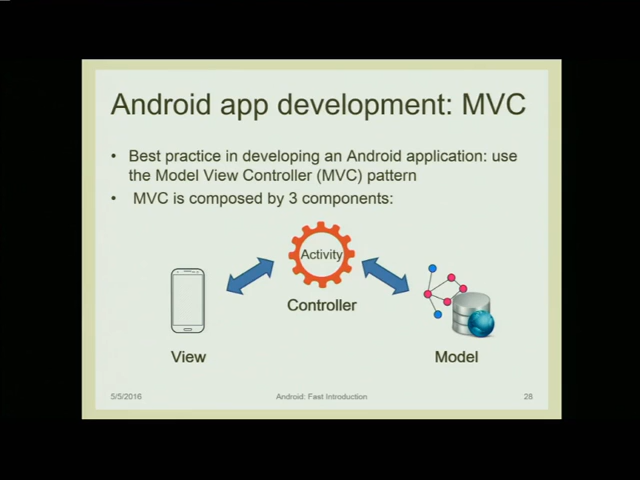 Android app development: MVC
• Best practice in developing an Android application: use
the Model View Controller (MVC) pattern
• MVC is composed by 3 components:
Activity
Controller
View
Model
5/5/2016
Android: Fast Introduction
28